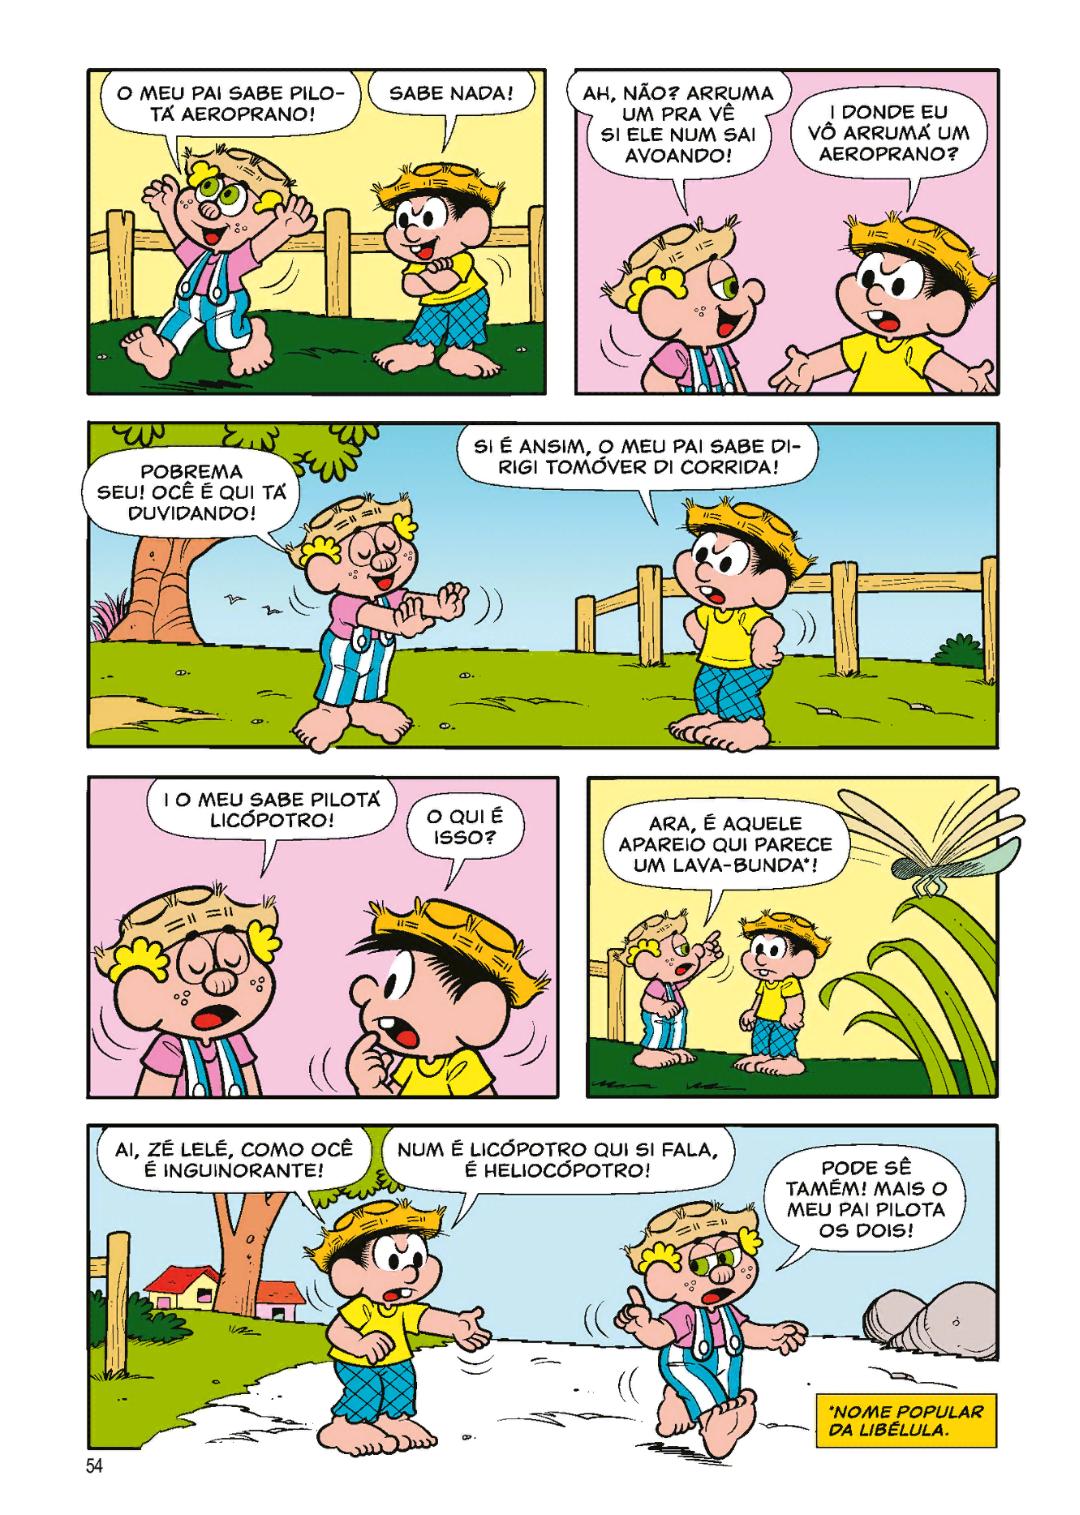 O MEU PAI SABE PILO-
TÁ AEROPRANO!
SABE NADA!
AH, NÃO? ARRUMA
UM PRA VÊ
SI ELE NUM SAI
AVOANDO!
I DONDE EU
VÔ ARRUMÁ UM
AEROPRANO?
POBREMA
SEU! OCÊ É QUI TÁ
DUVIDANDO!
SI É ANSIM, O MEU PAI SABE DI-
RIGI TOMÓVER DI CORRIDA!
I O MEU SABE PILOTÁ
LICÓPOTRO!
O QUI É
ISSO?
ARA, É AQUELE
APAREIO QUI PARECE
UM LAVA-BUNDA*!
AI, ZÉ LELÉ, COMO OCÊ
É INGUINORANTE!
NUM É LICÓPOTRO QUI SI FALA,
É HELIOCÓPOTRO!
PODE SÊ
TAMÉM! MAIS O
MEU PAI PILOTA
OS DOIS!
*NOME POPULAR
DA LIBÉLULA.
54